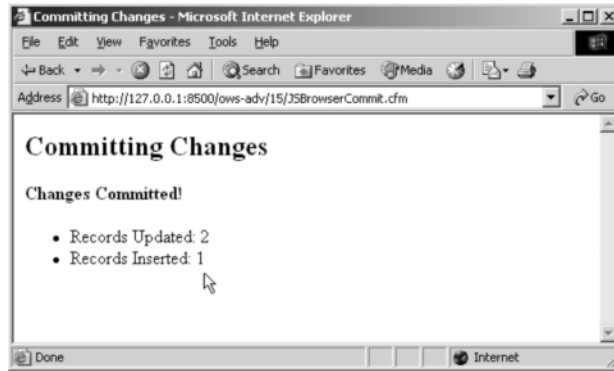 Committing Changes - Microsoft Internet Explorer
File Edit View Favorites Tools Help
Back Search Favorites Media
Address http://127.0.0.1:8500/ows-adv/15/JSBrowserCommit.cfm Go
Committing Changes
Changes Committed!
• Records Updated: 2
• Records Inserted: 1
Done Internet